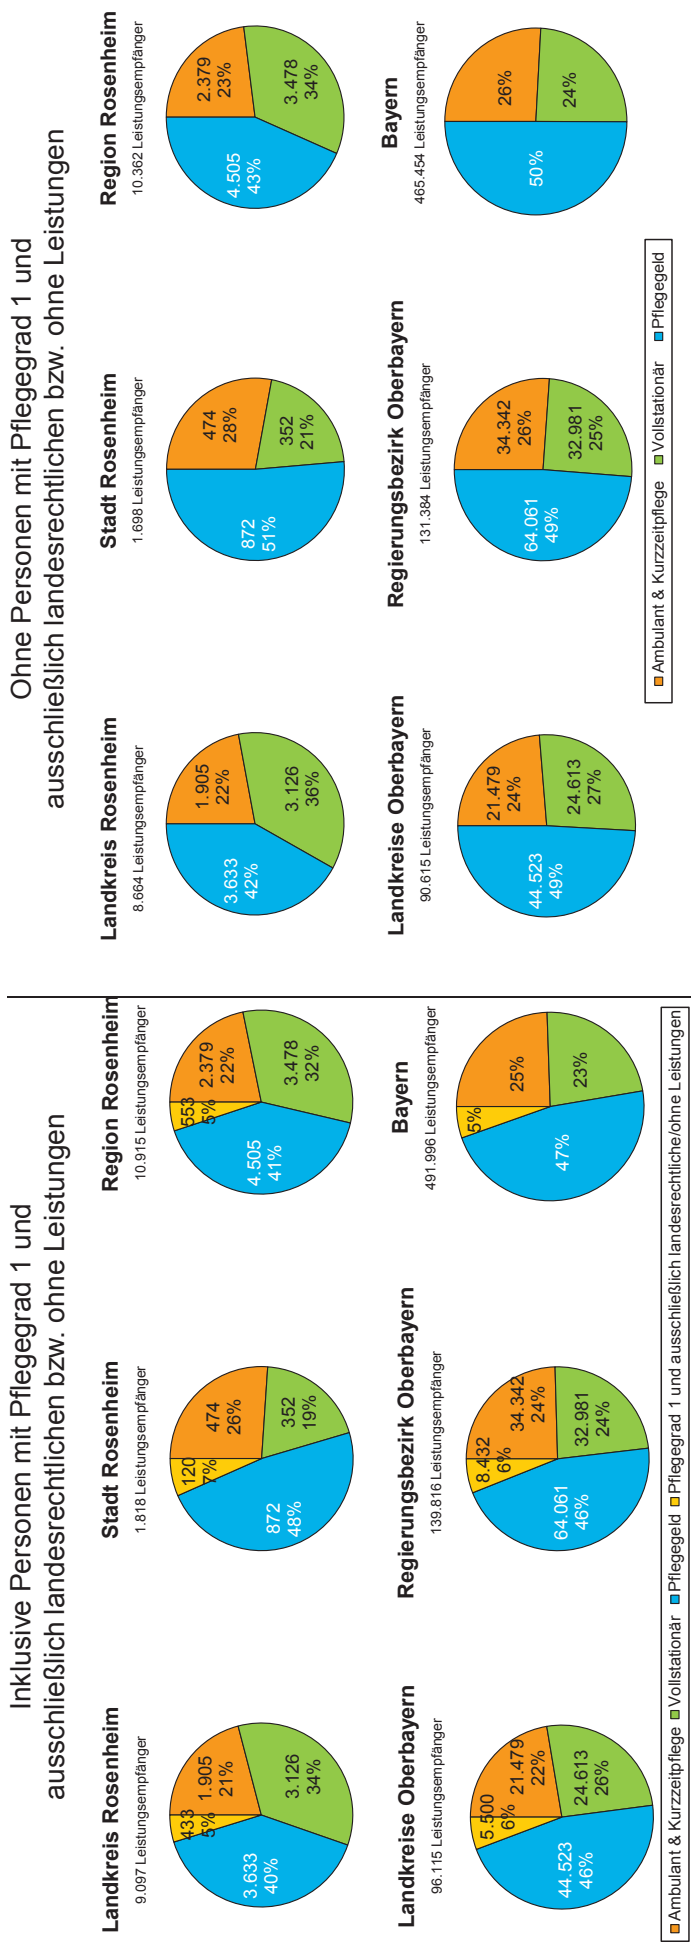 Inklusive Personen mit Pflegegrad 1 und
ausschließlich landesrechtlichen bzw. ohne Leistungen
Landkreis Rosenheim
9.097 Leistungsempfänger
433
5%
1.905
21%
3.126
34%
3.633
40%
Stadt Rosenheim
1.818 Leistungsempfänger
120
7%
474
26%
352
19%
872
48%
Region Rosenheim
10.915 Leistungsempfänger
553
5%
2.379
22%
3.478
32%
4.505
41%
Landkreise Oberbayern
96.115 Leistungsempfänger
5.500
6%
21.479
22%
24.613
26%
44.523
46%
Regierungsbezirk Oberbayern
139.816 Leistungsempfänger
8.432
6%
34.342
24%
32.981
24%
64.061
46%
Bayern
491.996 Leistungsempfänger
5%
25%
23%
47%
Ambulant & Kurzzeitpflege Vollstationär Pflegegeld Pflegegrad 1 und ausschließlich landesrechtliche/ohne Leistungen
Ohne Personen mit Pflegegrad 1 und
ausschließlich landesrechtlichen bzw. ohne Leistungen
Landkreis Rosenheim
8.664 Leistungsempfänger
1.905
22%
3.126
36%
3.633
42%
Stadt Rosenheim
1.698 Leistungsempfänger
474
28%
352
21%
872
51%
Region Rosenheim
10.362 Leistungsempfänger
2.379
23%
3.478
34%
4.505
43%
Landkreise Oberbayern
90.615 Leistungsempfänger
21.479
24%
24.613
27%
44.523
49%
Regierungsbezirk Oberbayern
131.384 Leistungsempfänger
34.342
26%
32.981
25%
64.061
49%
Bayern
465.454 Leistungsempfänger
26%
24%
50%
Ambulant & Kurzzeitpflege Vollstationär Pflegegeld